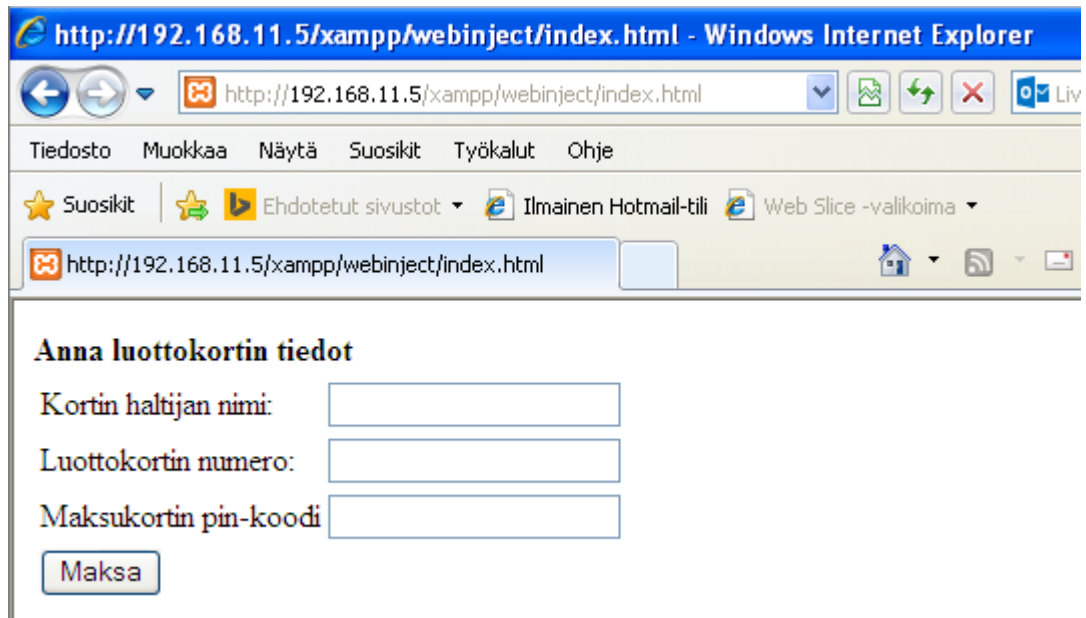 http://192.168.11.5/xampp/webinject/index.html - Windows Internet Explorer
http://192.168.11.5/xampp/webinject/index.html
Tiedosto Muokkaa Näytä Suosikit Työkalut Ohje
Suosikit Ehdotetut sivustot Ilmainen Hotmail-tili Web Slice -valikoima
http://192.168.11.5/xampp/webinject/index.html
Anna luottokortin tiedot
Kortin haltijan nimi:
Luottokortin numero:
Maksukortin pin-koodi
Maksa